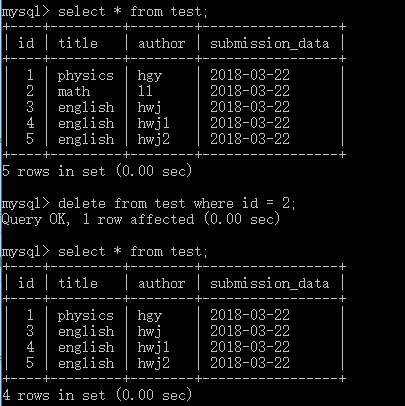 mysql> select * from test;
+----+---------+--------+-----------------+
| id | title   | author | submission_data |
+----+---------+--------+-----------------+
|  1 | physics | hgy    | 2018-03-22      |
|  2 | math    | ll     | 2018-03-22      |
|  3 | english | hwj    | 2018-03-22      |
|  4 | english | hwj1   | 2018-03-22      |
|  5 | english | hwj2   | 2018-03-22      |
+----+---------+--------+-----------------+
5 rows in set (0.00 sec)

mysql> delete from test where id = 2;
Query OK, 1 row affected (0.00 sec)

mysql> select * from test;
+----+---------+--------+-----------------+
| id | title   | author | submission_data |
+----+---------+--------+-----------------+
|  1 | physics | hgy    | 2018-03-22      |
|  3 | english | hwj    | 2018-03-22      |
|  4 | english | hwj1   | 2018-03-22      |
|  5 | english | hwj2   | 2018-03-22      |
+----+---------+--------+-----------------+
4 rows in set (0.00 sec)